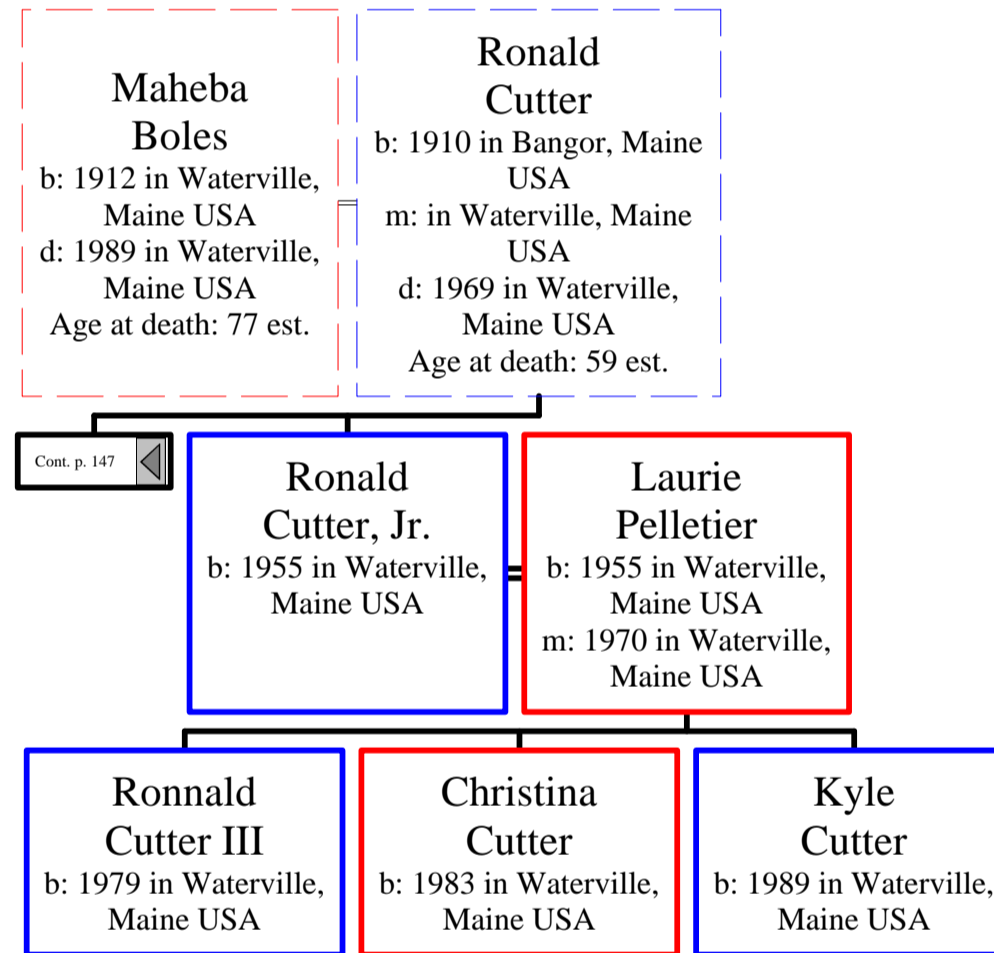 Maheba
Boles
b: 1912 in Waterville,
Maine USA
d: 1989 in Waterville,
Maine USA
Age at death: 77 est.
Ronald
Cutter
b: 1910 in Bangor, Maine
USA
m: in Waterville, Maine
USA
d: 1969 in Waterville,
Maine USA
Age at death: 59 est.
Cont. p. 147
Ronald
Cutter, Jr.
b: 1955 in Waterville,
Maine USA
Laurie
Pelletier
b: 1955 in Waterville,
Maine USA
m: 1970 in Waterville,
Maine USA
Ronnald
Cutter III
b: 1979 in Waterville,
Maine USA
Christina
Cutter
b: 1983 in Waterville,
Maine USA
Kyle
Cutter
b: 1989 in Waterville,
Maine USA